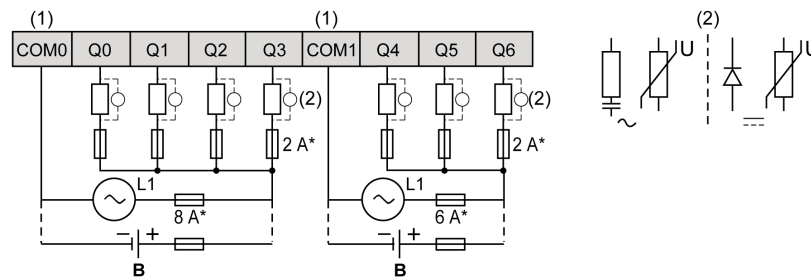 (1) (1) (2)
COM0 Q0 Q1 Q2 Q3 COM1 Q4 Q5 Q6
U U
(2) (2)
2 A* 2 A*
L1 L1
8 A* 6 A*
− + − +
B B